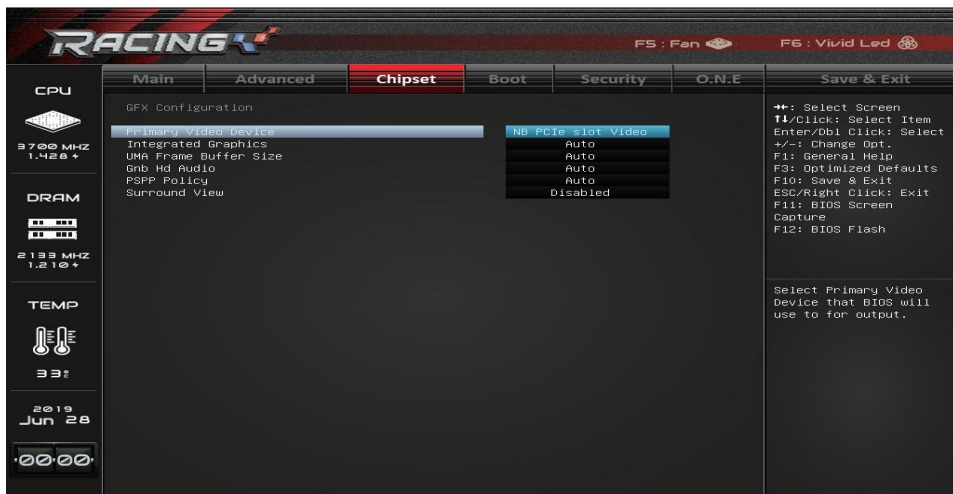 RACING
F5 : Fan
F6 : Vivid Led
Main Advanced Chipset Boot Security O.N.E Save & Exit
CPU
3700 MHZ
1.428
DRAM
2133 MHZ
1.210
TEMP
33
2019
Jun 28
00:00
GFX Configuration
Primary Video Device NB PCIe slot Video
Integrated Graphics Auto
UMA Frame Buffer Size Auto
Gnb Hd Audio Auto
PSPP Policy Auto
Surround View Disabled
→←: Select Screen
↑↓/Click: Select Item
Enter/Dbl Click: Select
+/-: Change Opt.
F1: General Help
F3: Optimized Defaults
F10: Save & Exit
ESC/Right Click: Exit
F11: BIOS Screen
Capture
F12: BIOS Flash
Select Primary Video
Device that BIOS will
use to for output.